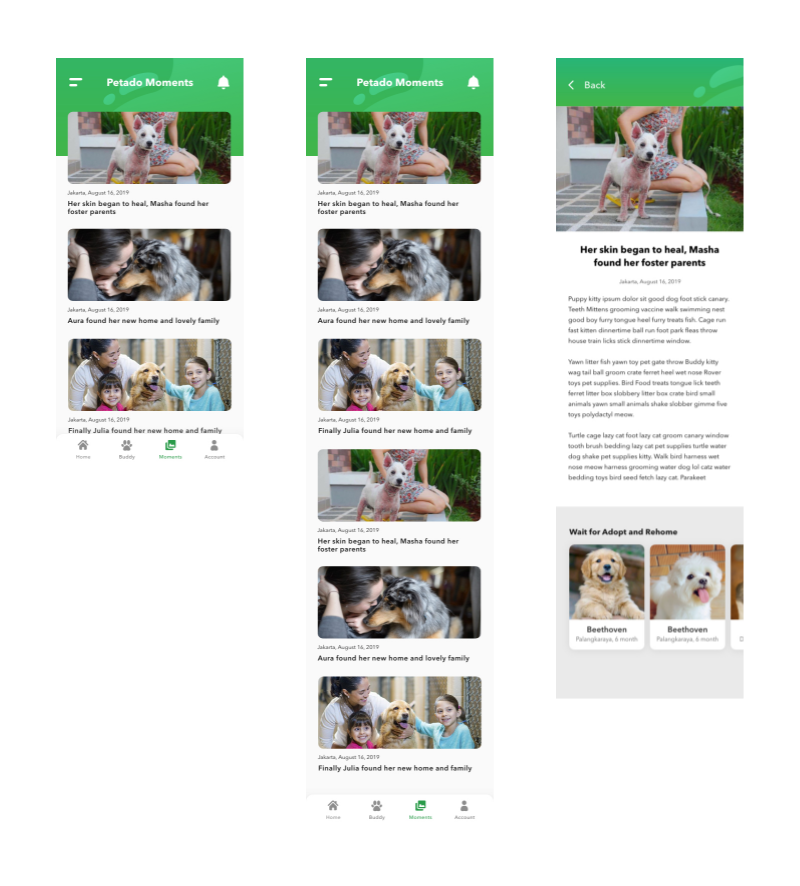 Petado Moments
Jakarta, August 16, 2019
Her skin began to heal, Masha found her
foster parents
Aura found her new home and lovely family
Jakarta, August 16, 2019
Finally Julia found her new home and family
Home
Buddy
Moments
Account
Petado Moments
Jakarta, August 16, 2019
Her skin began to heal, Masha found her
foster parents
Jakarta, August 16, 2019
Aura found her new home and lovely family
Jakarta, August 16, 2019
Finally Julia found her new home and family
Jakarta, August 16, 2019
Her skin began to heal, Masha found her
foster parents
Jakarta, August 16, 2019
Aura found her new home and lovely family
Jakarta, August 16, 2019
Finally Julia found her new home and family
Home
Buddy
Moments
Account
Back
Her skin began to heal, Masha
found her foster parents
Jakarta, August 16, 2019
Puppy kitty ipsum dolor sit good dog foot stick canary.
Teeth Mittens grooming vaccine walk swimming nest
good boy furry tongue heel furry treats fish. Cage run
fast kitten dinnertime ball run foot park fleas throw
house train licks stick dinnertime window.
Yawn litter fish yawn toy pet gate throw Buddy kitty
wag tail ball groom crate ferret heel wet nose Rover
toys pet supplies. Bird Food treats tongue lick teeth
ferret litter box slobbery litter box crate bird small
animals yawn small animals shake slobber gimme five
toys polydactyl meow.
Turtle cage lazy cat foot lazy cat groom canary window
tooth brush bedding lazy cat pet supplies turtle water
dog shake pet supplies kitty. Walk bird harness wet
nose meow harness grooming water dog lol catz water
bedding toys bird seed fetch lazy cat. Parakeet
Wait for Adopt and Rehome
Beethoven
Palangkaraya, 6 month
Beethoven
Palangkaraya, 6 month